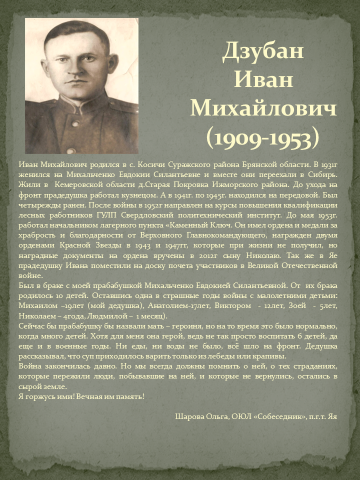 Дзубан
Иван
Михайлович
(1909-1953)
Иван Михайлович родился в с. Косичи Суражского района Брянской области. В 1931г
женился на Михальченко Евдокии Силантьевне и вместе они переехали в Сибирь.
Жили в Кемеровской области д.Старая Покровка Ижморского района. До ухода на
фронт прадедушка работал кузнецом. А в 1941г. по 1945г. находился на передовой. Был
четырежды ранен. После войны в 1952г направлен на курсы повышения квалификации
лесных работников ГУЛП Свердловский политехнический институт. До мая 1953г.
работал начальником лагерного пункта «Каменный Ключ. Он имел ордена и медали за
храбрость и благодарности от Верховного Главнокомандующего, награжден двумя
орденами Красной Звезды в 1943 и 1947гг, которые при жизни не получил, но
наградные документы на ордена вручены в 2012г сыну Николаю. Так же в Яе
прадедушку Ивана поместили на доску почета участников в Великой Отечественной
войне.
Был в браке с моей прабабушкой Михальченко Евдокией Силантьевной. От их брака
родилось 10 детей. Оставшись одна в страшные годы войны с малолетними детьми:
Михаилом -19лет (мой дедушка), Анатолием-17лет, Виктором - 12лет, Зоей - 5лет,
Николаем – 4года, Людмилой – 1 месяц).
Сейчас бы прабабушку бы назвали мать – героиня, но на то время это было нормально,
когда много детей. Хотя для меня она герой, ведь не так просто воспитать 6 детей, да
еще и в военные годы. Ни еды, ни воды не было, всё шло на фронт. Дедушка
рассказывал, что суп приходилось варить только из лебеды или крапивы.
Война закончилась давно. Но мы всегда должны помнить о ней, о тех страданиях,
которые пережили люди, побывавшие на ней, и которые не вернулись, остались в
сырой земле.
Я горжусь ими! Вечная им память!
Шарова Ольга, ОЮЛ «Собеседник», п.г.т. Яя